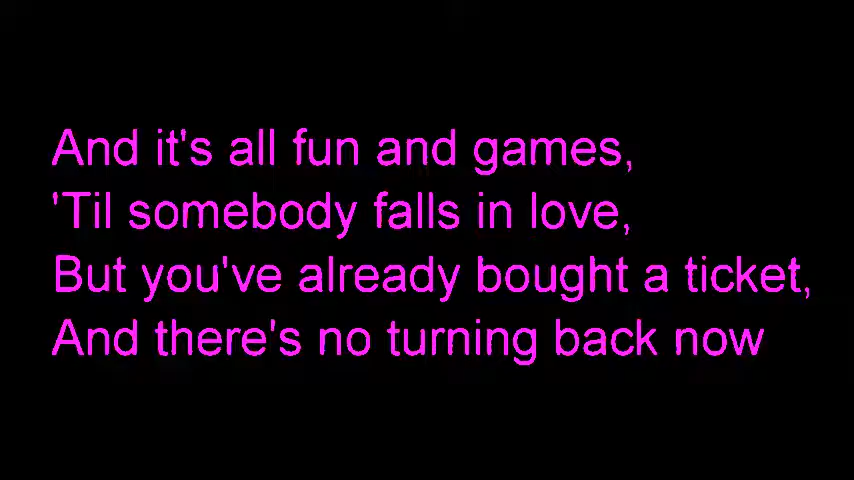 And it's all fun and games,
'Til somebody falls in love,
But you've already bought a ticket,
And there's no turning back now